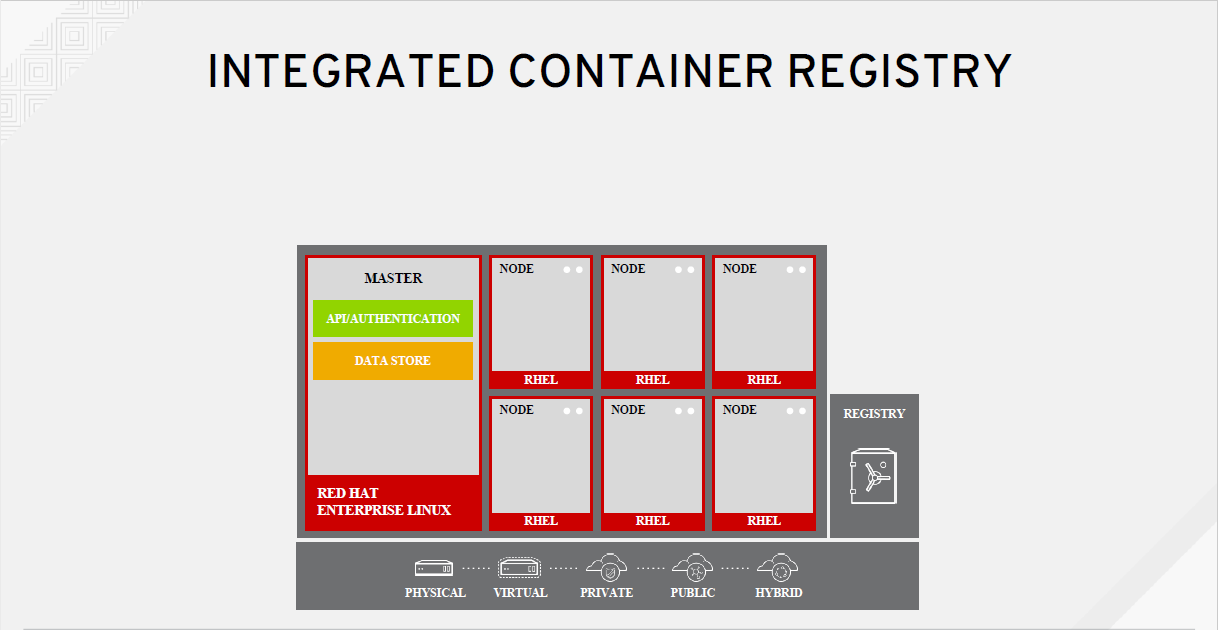 INTEGRATED CONTAINER REGISTRY
MASTER
API/AUTHENTICATION
DATA STORE
RED HAT
ENTERPRISE LINUX
NODE
RHEL
NODE
RHEL
NODE
RHEL
NODE
RHEL
NODE
RHEL
NODE
RHEL
REGISTRY
PHYSICAL
VIRTUAL
PRIVATE
PUBLIC
HYBRID